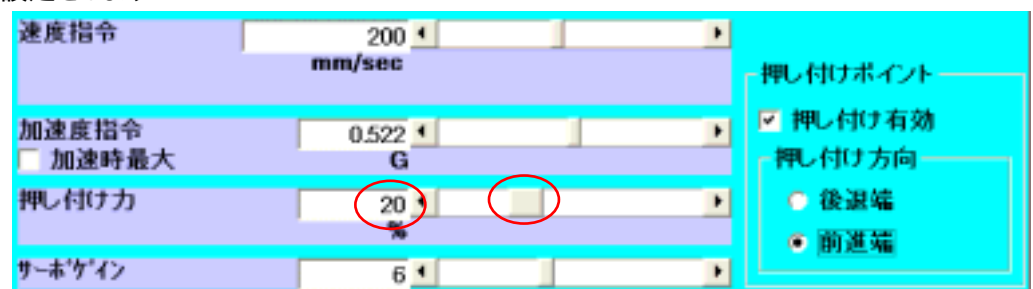 速度指令 200
mm/sec
加速度指令 0.522
加速時最大 G
押し付け力 20
%
サーボゲイン 6
押し付けポイント
押し付け有効
押し付け方向
後退端
前進端